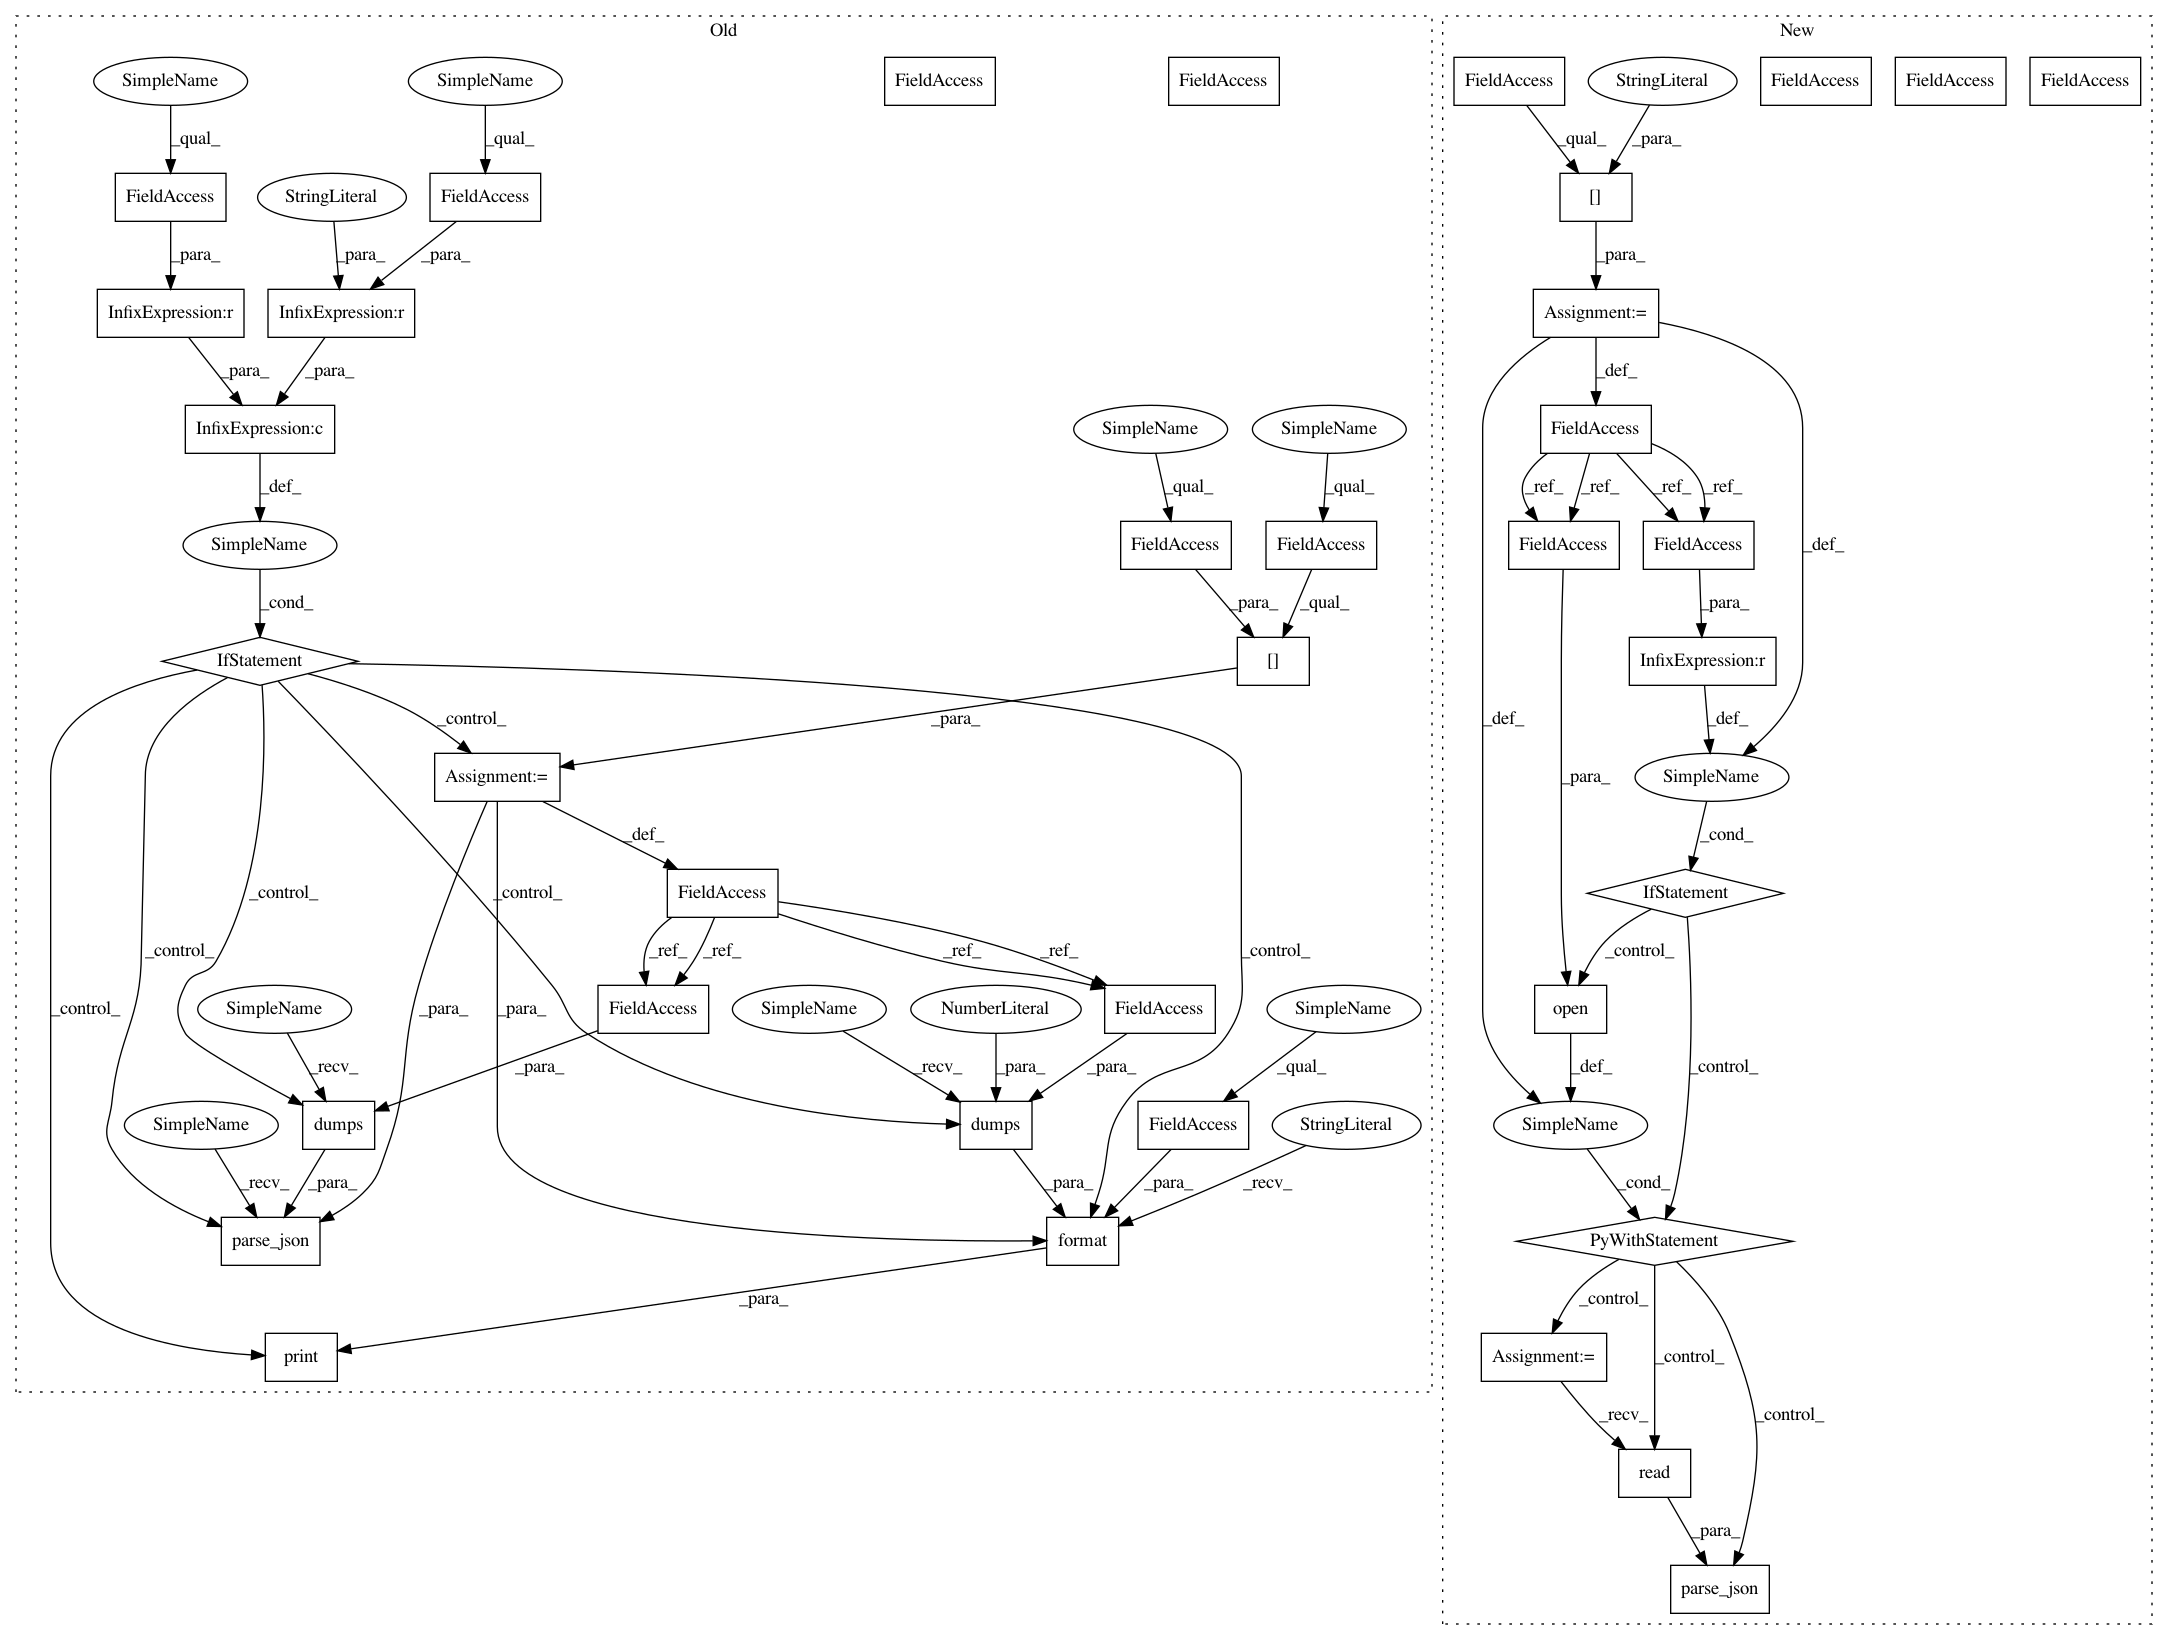 Old
New
SimpleName
SimpleName
FieldAccess
FieldAccess
FieldAccess
StringLiteral
FieldAccess
FieldAccess
FieldAccess
_qual_
_qual_
_qual_
_para_
FieldAccess
StringLiteral
FieldAccess
[]
_para_
_para_
_para_
_para_
InfixExpression:r
InfixExpression:r
Assignment:=
_para_
_para_
_def_
InfixExpression:c
SimpleName
SimpleName
FieldAccess
_def_
_qual_
_qual_
_ref_
_ref_
_ref_
_ref_
SimpleName
FieldAccess
FieldAccess
FieldAccess
FieldAccess
_def_
_cond_
_para_
_qual_
_para_
IfStatement
[]
InfixExpression:r
_control_
_para_
_def_
_def_
Assignment:=
_para_
SimpleName
_def_
_cond_
_control_
_control_
FieldAccess
IfStatement
_control_
_ref_
_ref_
_ref_
_ref_
_control_
_control_
_control_
_para_
_para_
SimpleName
FieldAccess
SimpleName
NumberLiteral
FieldAccess
SimpleName
open
_recv_
_para_
_recv_
_para_
_para_
_qual_
_def_
_control_
SimpleName
dumps
dumps
FieldAccess
StringLiteral
SimpleName
_recv_
_para_
_para_
_para_
_recv_
_cond_
parse_json
format
PyWithStatement
_para_
_control_
print
Assignment:=
_control_
_recv_
_control_
read
_para_
parse_json